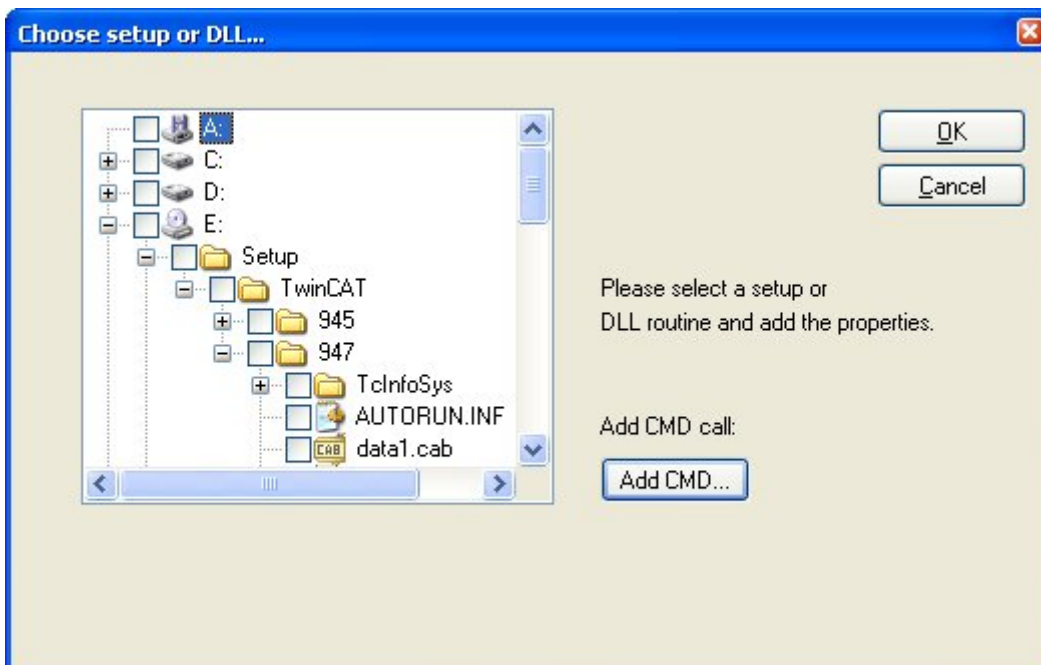 Choose setup or DLL...
A:
C:
D:
E:
Setup
TwinCAT
945
947
TcInfoSys
AUTORUN.INF
CAB data1.cab
OK
Cancel
Please select a setup or
DLL routine and add the properties.
Add CMD call:
Add CMD...